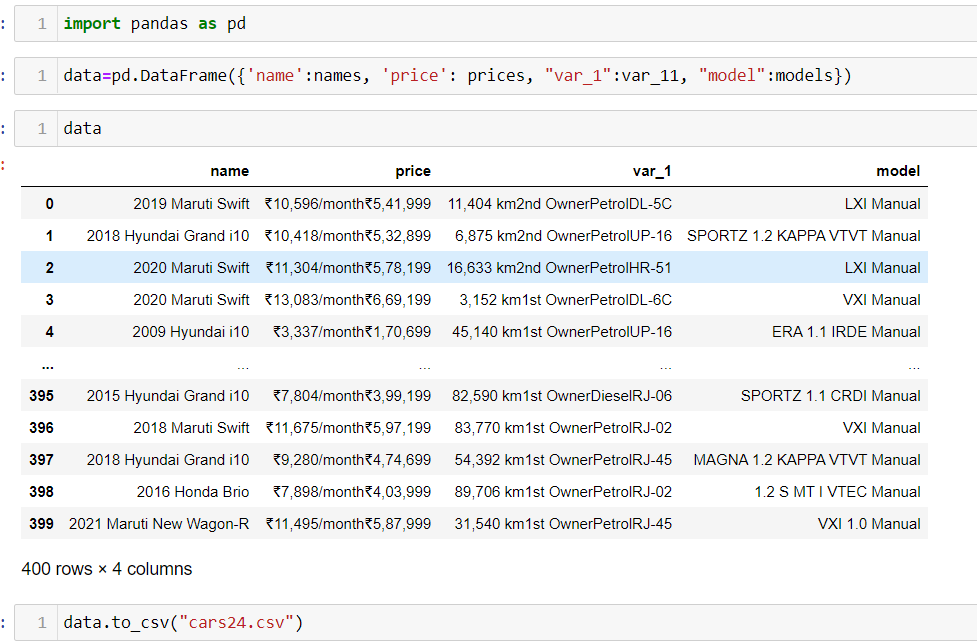 : 1 import pandas as pd
: 1 data=pd.DataFrame({'name':names, 'price': prices, "var_1":var_11, "model":models})
: 1 data
:
name price var_1 model
0 2019 Maruti Swift ₹10,596/month₹5,41,999 11,404 km2nd OwnerPetrolDL-5C LXI Manual
1 2018 Hyundai Grand i10 ₹10,418/month₹5,32,899 6,875 km2nd OwnerPetrolUP-16 SPORTZ 1.2 KAPPA VTVT Manual
2 2020 Maruti Swift ₹11,304/month₹5,78,199 16,633 km2nd OwnerPetrolHR-51 LXI Manual
3 2020 Maruti Swift ₹13,083/month₹6,69,199 3,152 km1st OwnerPetrolDL-6C VXI Manual
4 2009 Hyundai i10 ₹3,337/month₹1,70,699 45,140 km1st OwnerPetrolUP-16 ERA 1.1 IRDE Manual
... ... ... ... ...
395 2015 Hyundai Grand i10 ₹7,804/month₹3,99,199 82,590 km1st OwnerDieselRJ-06 SPORTZ 1.1 CRDI Manual
396 2018 Maruti Swift ₹11,675/month₹5,97,199 83,770 km1st OwnerPetrolRJ-02 VXI Manual
397 2018 Hyundai Grand i10 ₹9,280/month₹4,74,699 54,392 km1st OwnerPetrolRJ-45 MAGNA 1.2 KAPPA VTVT Manual
398 2016 Honda Brio ₹7,898/month₹4,03,999 89,706 km1st OwnerPetrolRJ-02 1.2 S MT I VTEC Manual
399 2021 Maruti New Wagon-R ₹11,495/month₹5,87,999 31,540 km1st OwnerPetrolRJ-45 VXI 1.0 Manual
400 rows × 4 columns
: 1 data.to_csv("cars24.csv")